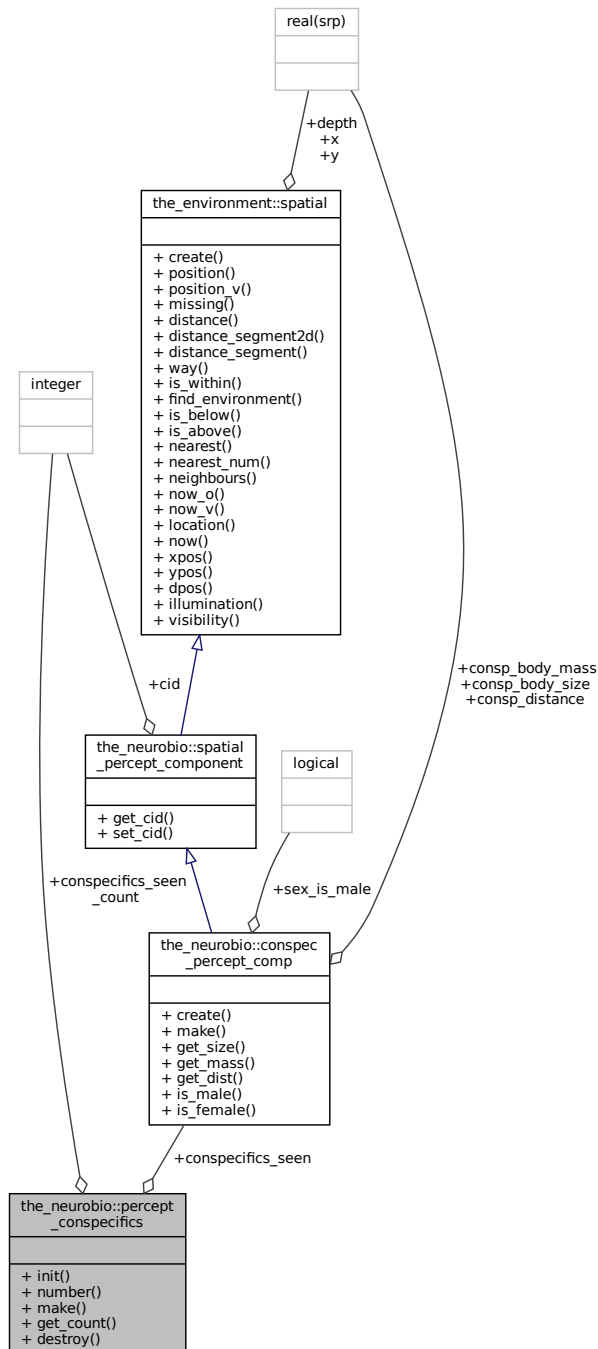 real(srp)
+depth
+x
+y
the_environment::spatial
+ create()
+ position()
+ position_v()
+ missing()
+ distance()
+ distance_segment2d()
+ distance_segment()
+ way()
+ is_within()
+ find_environment()
+ is_below()
+ is_above()
+ nearest()
+ nearest_num()
+ neighbours()
+ now_o()
+ now_v()
+ location()
+ now()
+ xpos()
+ ypos()
+ dpos()
+ illumination()
+ visibility()
integer
+cid
+consp_body_mass
+consp_body_size
+consp_distance
the_neurobio::spatial
_percept_component
+ get_cid()
+ set_cid()
logical
+conspecifics_seen
_count
+sex_is_male
the_neurobio::conspec
_percept_comp
+ create()
+ make()
+ get_size()
+ get_mass()
+ get_dist()
+ is_male()
+ is_female()
+conspecifics_seen
the_neurobio::percept
_conspecifics
+ init()
+ number()
+ make()
+ get_count()
+ destroy()